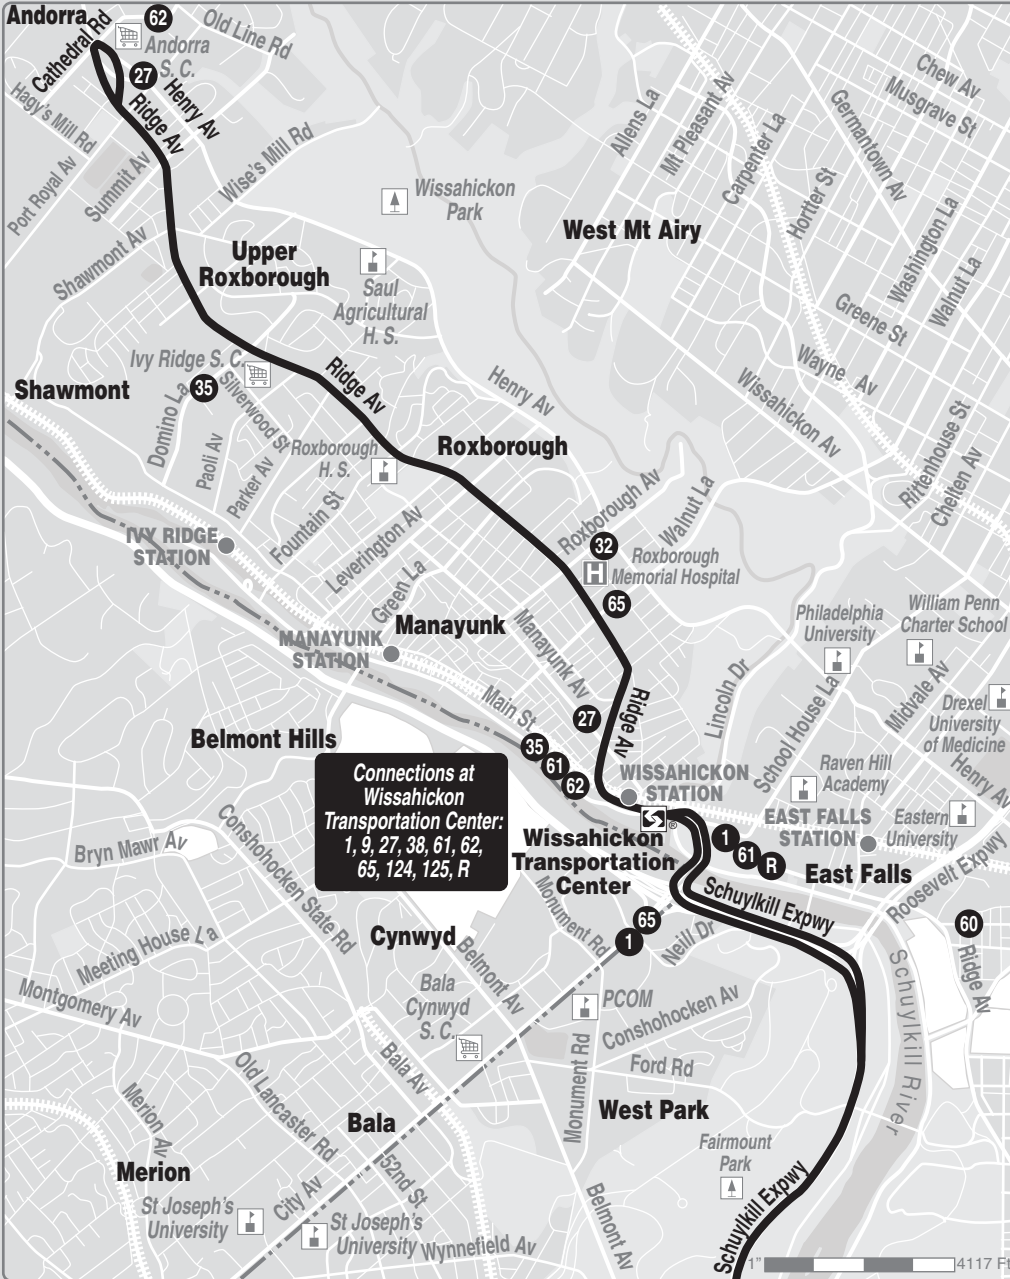 Andorra
62
Old Line Rd
Cathedral Rd
Andorra
S. C.
27
Henry Av
Ridge Av
Hagy's Mill Rd
Port Royal Av
Summit Av
Wise's Mill Rd
Shawmont Av
Wissahickon
Park
Allens La
Mt Pleasant Av
Carpenter La
Chew Av
Musgrave St
Germantown Av
Hortter St
Washington La
Walnut La
Greene St
West Mt Airy
Upper
Roxborough
Saul
Agricultural
H. S.
Ivy Ridge S. C.
35
Shawmont
Domino La
Silverwood St
Paoli Av
Parker Av
Ridge Av
Henry Av
Wayne Av
Wissahickon Av
Rittenhouse St
Chelten Av
Roxborough
H. S.
Roxborough
Fountain St
Leverington Av
Green La
IVY RIDGE
STATION
Roxborough Av
Walnut La
32
Roxborough
Memorial Hospital
H
65
Manayunk
MANAYUNK
STATION
Manayunk Av
Main St
Philadelphia
University
William Penn
Charter School
Lincoln Dr
School House La
Midvale Av
Drexel
University
of Medicine
Henry Av
27
Ridge Av
35
61
62
Belmont Hills
Connections at
Wissahickon
Transportation Center:
1, 9, 27, 38, 61, 62,
65, 124, 125, R
WISSAHICKON
STATION
Raven Hill
Academy
EAST FALLS
STATION
Eastern
University
S
®
Wissahickon
Transportation
Center
1
61
R
East Falls
Roosevelt Expwy
Bryn Mawr Av
Conshohocken State Rd
Schuylkill Expwy
Monument Rd
65
1
Neill Dr
60
Ridge Av
Cynwyd
Belmont Av
Meeting House La
Montgomery Av
Bala
Cynwyd
S. C.
PCOM
Conshohocken Av
Ford Rd
Monument Rd
Schuylkill River
Bala Av
Old Lancaster Rd
Merion Av
Bala
West Park
Merion
52nd St
City Av
St Joseph's
University
St Joseph's
University
Wynnefield Av
Belmont Av
Fairmount
Park
Schuylkill Expwy
1"
4117 Ft